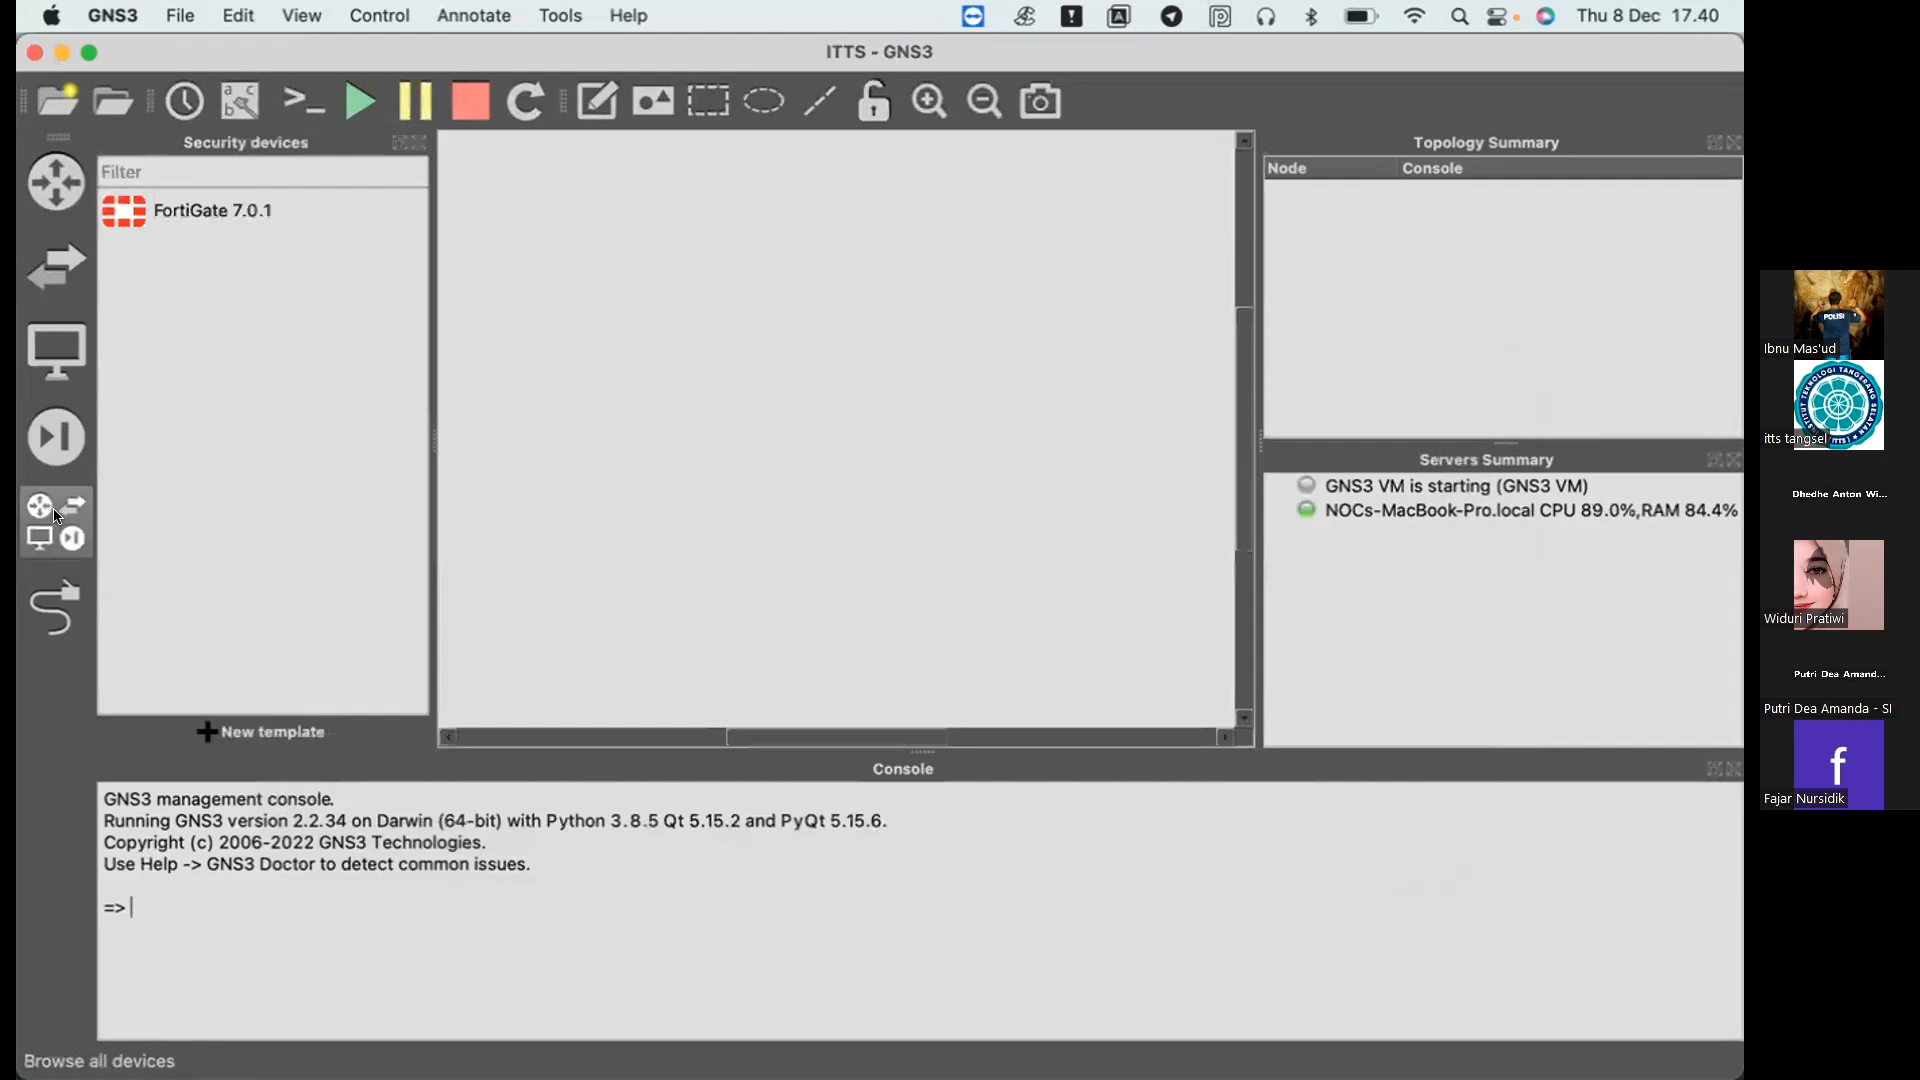 GNS3 File Edit View Control Annotate Tools Help Thu 8 Dec 17.40
ITTS - GNS3
Security devices
Filter
FortiGate 7.0.1
New template
Topology Summary
Node Console
Servers Summary
GNS3 VM is starting (GNS3 VM)
NOCs-MacBook-Pro.local CPU 89.0%,RAM 84.4%
Console
GNS3 management console.
Running GNS3 version 2.2.34 on Darwin (64-bit) with Python 3.8.5 Qt 5.15.2 and PyQt 5.15.6.
Copyright (c) 2006-2022 GNS3 Technologies.
Use Help -> GNS3 Doctor to detect common issues.
=>
Browse all devices
POLISI
Ibnu Mas'ud
INSTITUT TEKNOLOGI TANGERANG SELATAN
itts tangsel
Dhedhe Anton Wi...
Widuri Pratiwi
Putri Dea Amand...
Putri Dea Amanda - SI
f
Fajar Nursidik